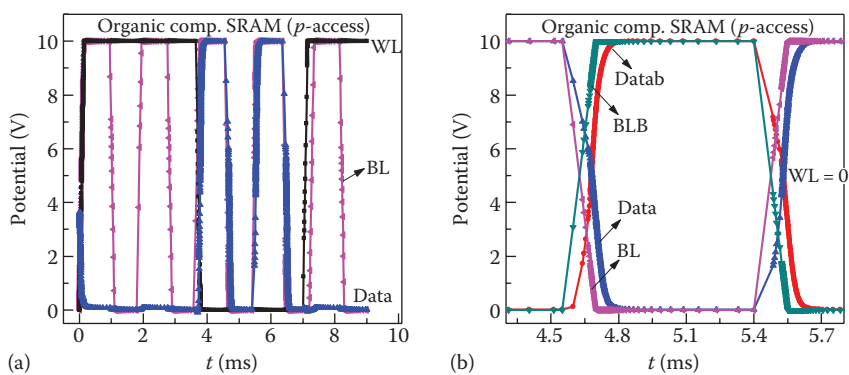 Organic comp. SRAM (p-access)
10
8
6
4
2
0
Potential (V)
WL
BL
Data
0 2 4 6 8 10
t (ms)
(a)
Organic comp. SRAM (p-access)
10
8
6
4
2
0
Potential (V)
Datab
BLB
WL = 0
Data
BL
4.5 4.8 5.1 5.4 5.7
t (ms)
(b)